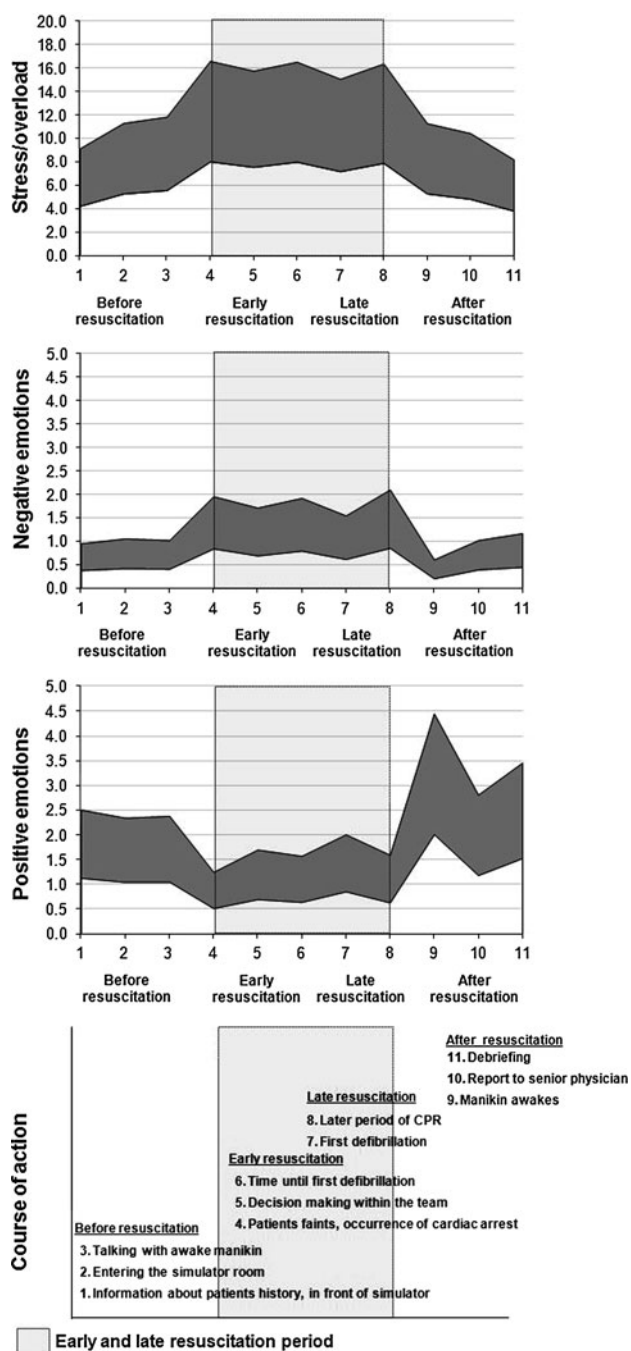 Stress/overload
20.0
18.0
16.0
14.0
12.0
10.0
8.0
6.0
4.0
2.0
0.0
1 2 3 4 5 6 7 8 9 10 11
Before Early Late After
resuscitation resuscitation resuscitation resuscitation
Negative emotions
5.0
4.5
4.0
3.5
3.0
2.5
2.0
1.5
1.0
0.5
0.0
1 2 3 4 5 6 7 8 9 10 11
Before Early Late After
resuscitation resuscitation resuscitation resuscitation
Positive emotions
5.0
4.5
4.0
3.5
3.0
2.5
2.0
1.5
1.0
0.5
0.0
1 2 3 4 5 6 7 8 9 10 11
Before Early Late After
resuscitation resuscitation resuscitation resuscitation
Course of action
After resuscitation
11. Debriefing
10. Report to senior physician
9. Manikin awakes
Late resuscitation
8. Later period of CPR
7. First defibrillation
Early resuscitation
6. Time until first defibrillation
5. Decision making within the team
4. Patients faints, occurrence of cardiac arrest
Before resuscitation
3. Talking with awake manikin
2. Entering the simulator room
1. Information about patients history, in front of simulator
Early and late resuscitation period